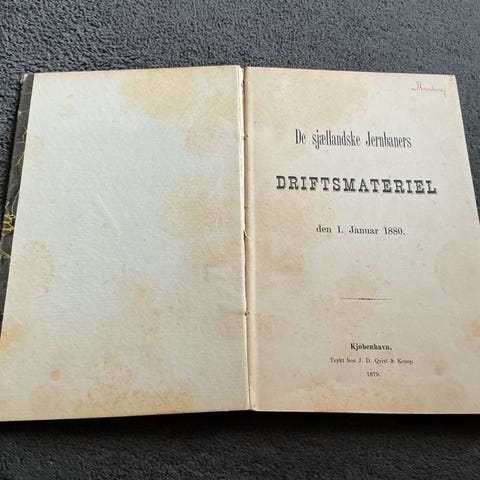 De sjællandske Jernbaners
DRIFTSMATERIEL
den 1. Januar 1880.
Kjøbenhavn.
Trykt hos J. D. Qvist & Komp.
1879.